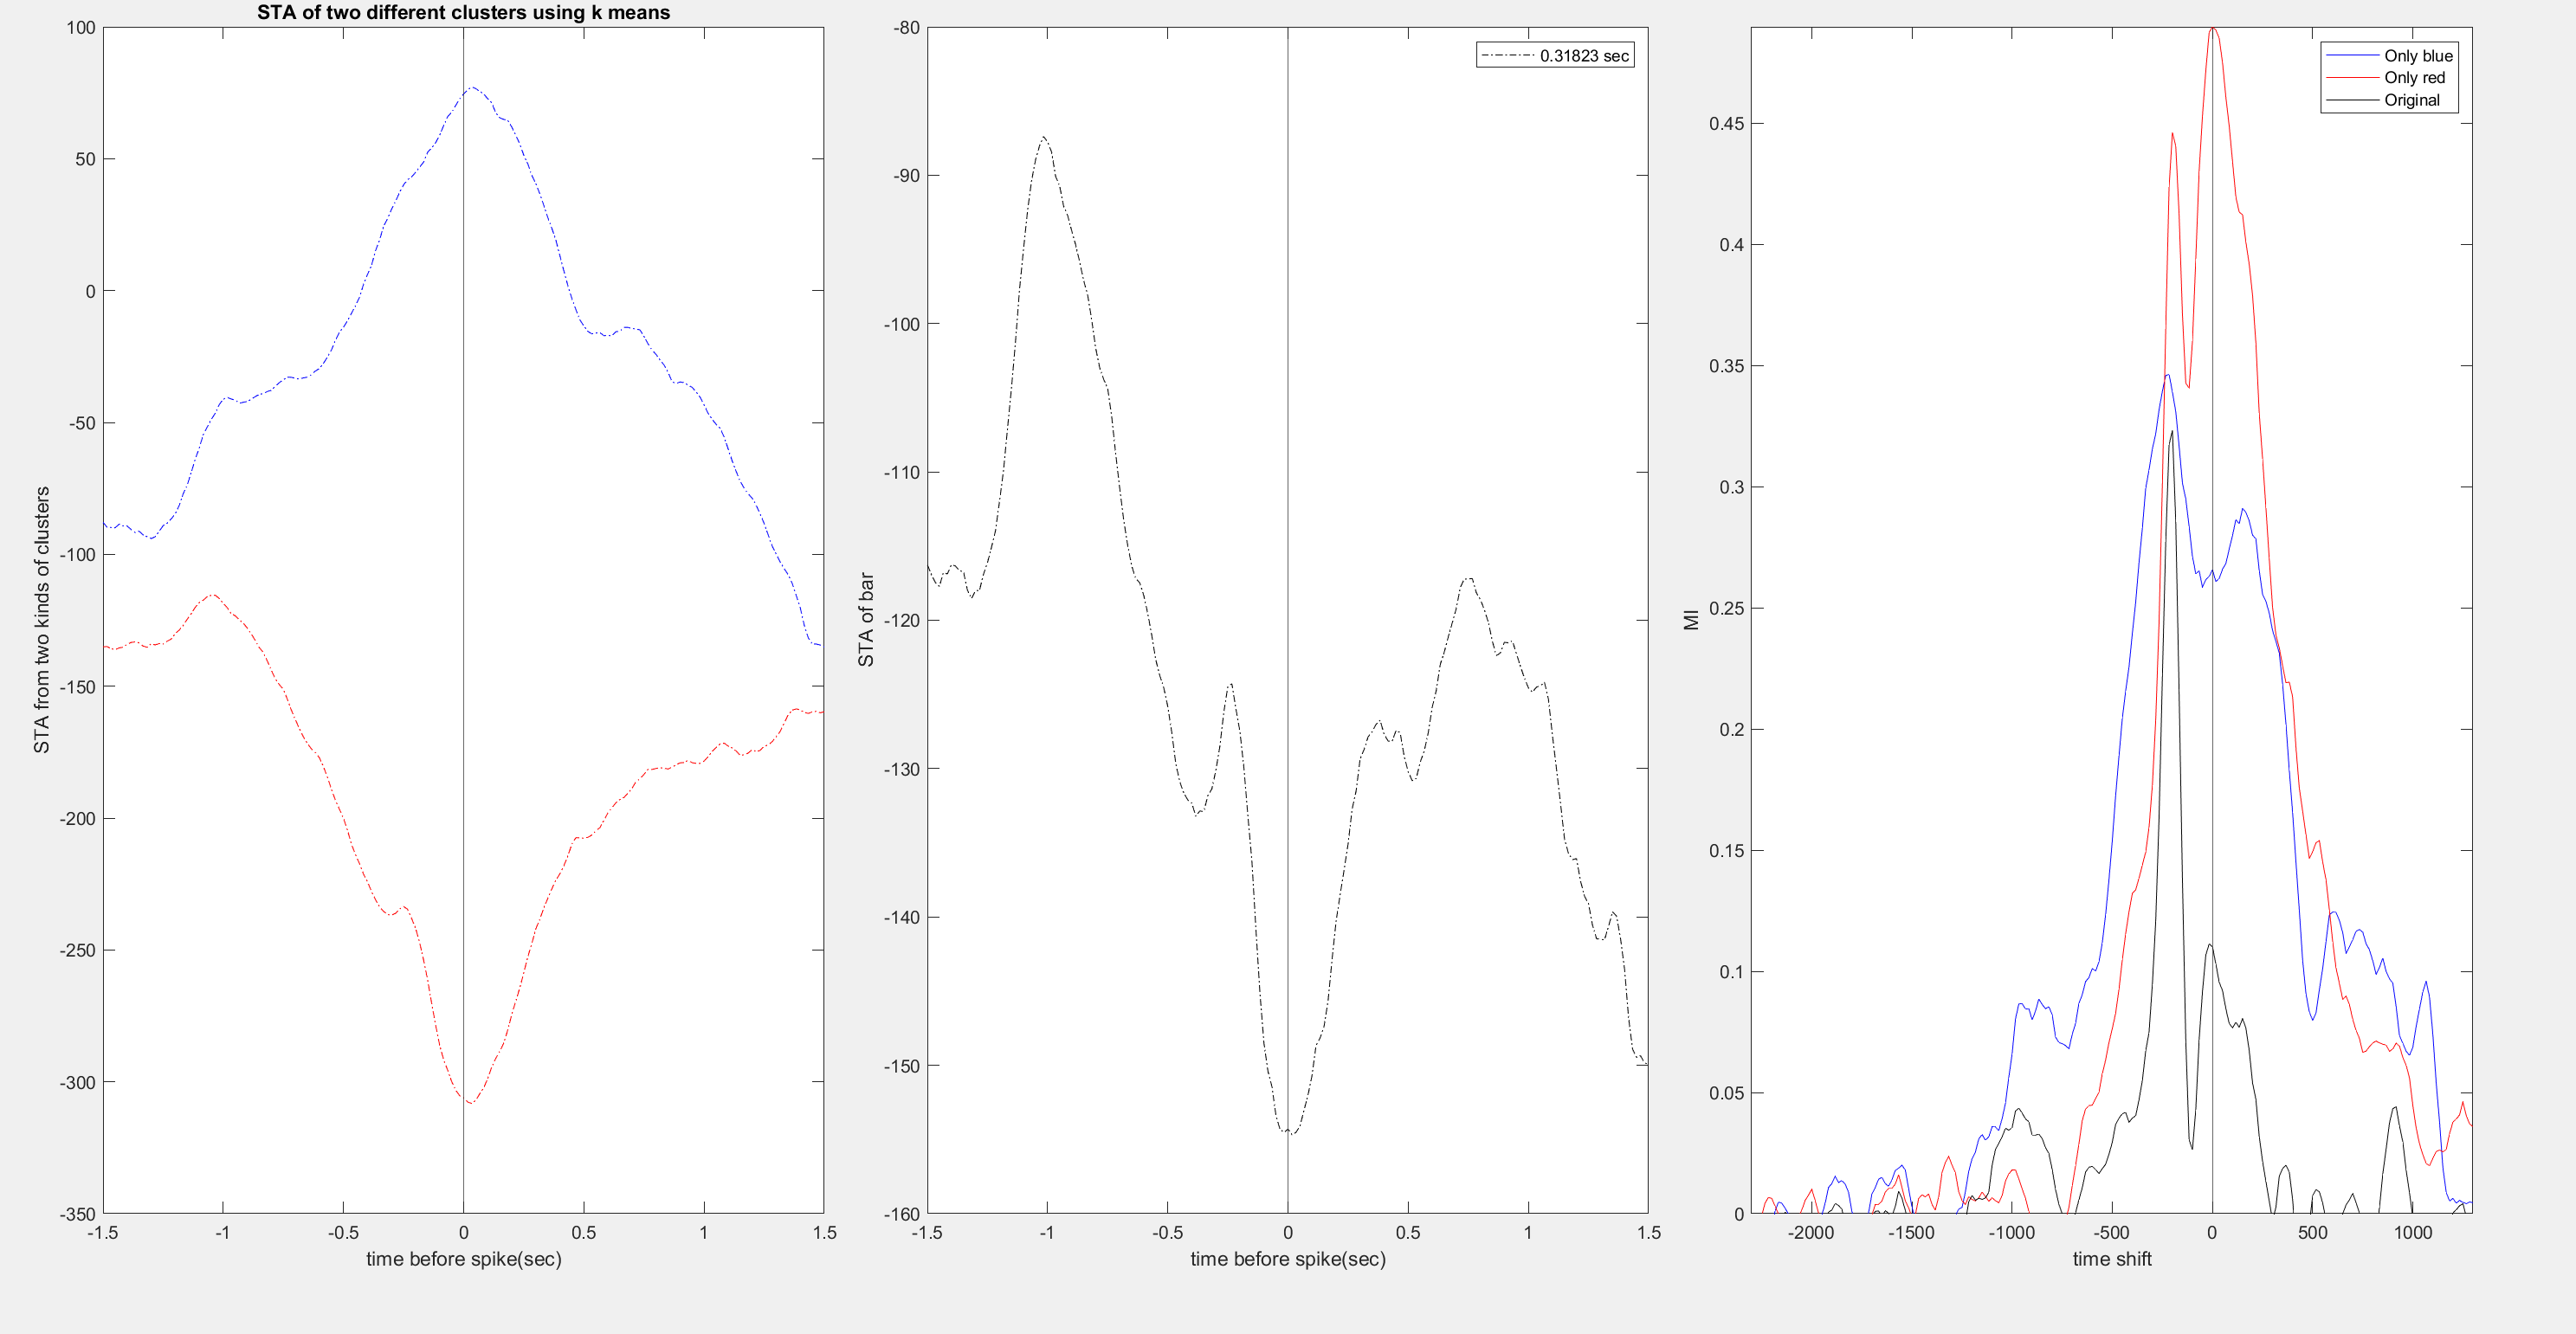 STA of two different clusters using k means
100
50
0
-50
-100
-150
-200
-250
-300
-350
STA from two kinds of clusters
-1.5 -1 -0.5 0 0.5 1 1.5
time before spike(sec)
-80
-90
-100
-110
-120
-130
-140
-150
-160
STA of bar
0.31823 sec
-1.5 -1 -0.5 0 0.5 1 1.5
time before spike(sec)
0.45
0.4
0.35
0.3
0.25
0.2
0.15
0.1
0.05
0
MI
Only blue
Only red
Original
-2000 -1500 -1000 -500 0 500 1000
time shift